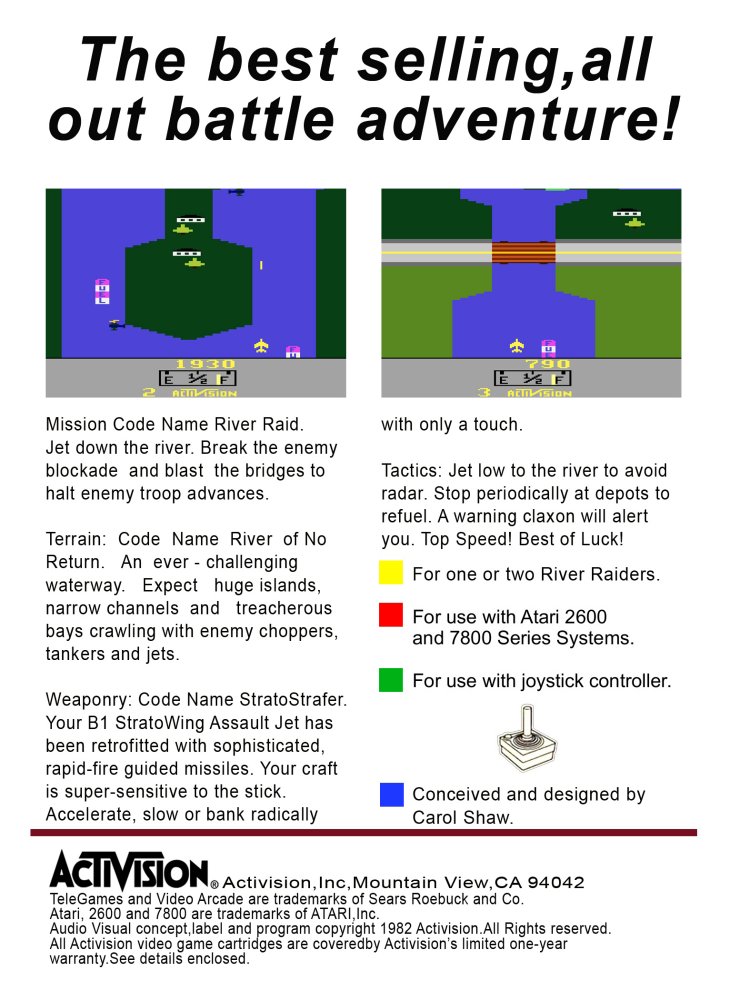 The best selling,all
out battle adventure!
FUEL
FU
1930
E 1/2 F
2 ACTIVISION
FUE
790
E 1/2 F
3 ACTIVISION
Mission Code Name River Raid.
Jet down the river. Break the enemy
blockade and blast the bridges to
halt enemy troop advances.
Terrain: Code Name River of No
Return. An ever - challenging
waterway. Expect huge islands,
narrow channels and treacherous
bays crawling with enemy choppers,
tankers and jets.
Weaponry: Code Name StratoStrafer.
Your B1 StratoWing Assault Jet has
been retrofitted with sophisticated,
rapid-fire guided missiles. Your craft
is super-sensitive to the stick.
Accelerate, slow or bank radically
with only a touch.
Tactics: Jet low to the river to avoid
radar. Stop periodically at depots to
refuel. A warning claxon will alert
you. Top Speed! Best of Luck!
For one or two River Raiders.
For use with Atari 2600
and 7800 Series Systems.
For use with joystick controller.
Conceived and designed by
Carol Shaw.
ACTIVISION® Activision,Inc,Mountain View,CA 94042
TeleGames and Video Arcade are trademarks of Sears Roebuck and Co.
Atari, 2600 and 7800 are trademarks of ATARI,Inc.
Audio Visual concept,label and program copyright 1982 Activision.All Rights reserved.
All Activision video game cartridges are coveredby Activision's limited one-year
warranty.See details enclosed.